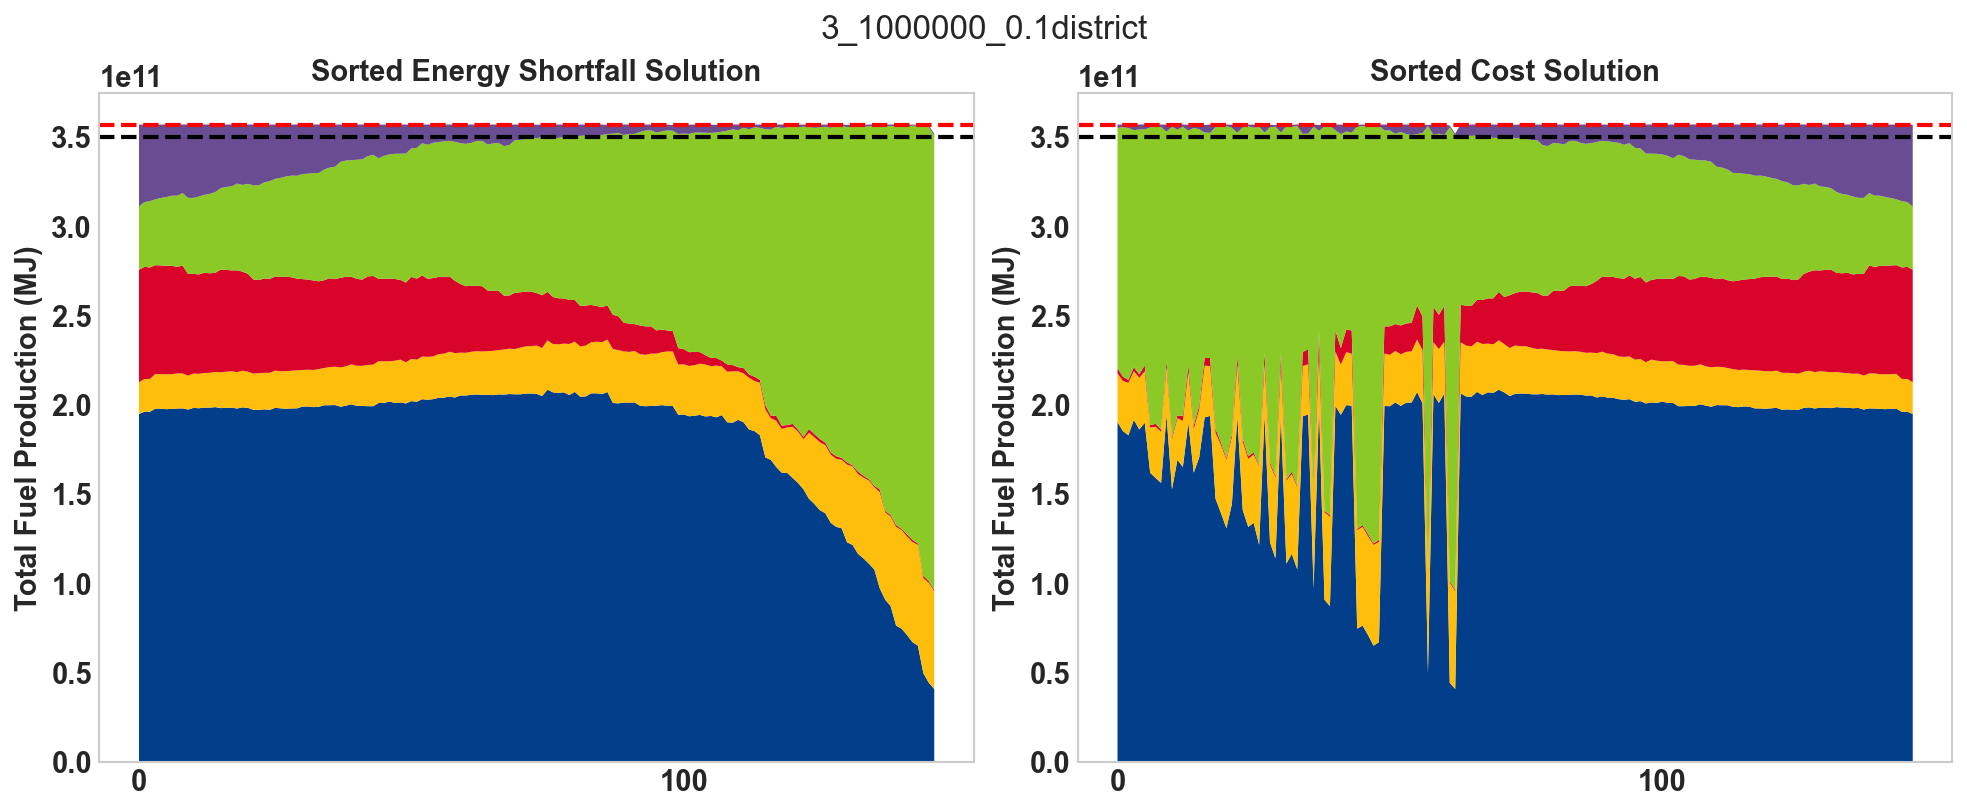 3_1000000_0.1district
Sorted Energy Shortfall Solution
1e11
Total Fuel Production (MJ)
3.5
3.0
2.5
2.0
1.5
1.0
0.5
0.0
0
100
Sorted Cost Solution
1e11
Total Fuel Production (MJ)
3.5
3.0
2.5
2.0
1.5
1.0
0.5
0.0
0
100